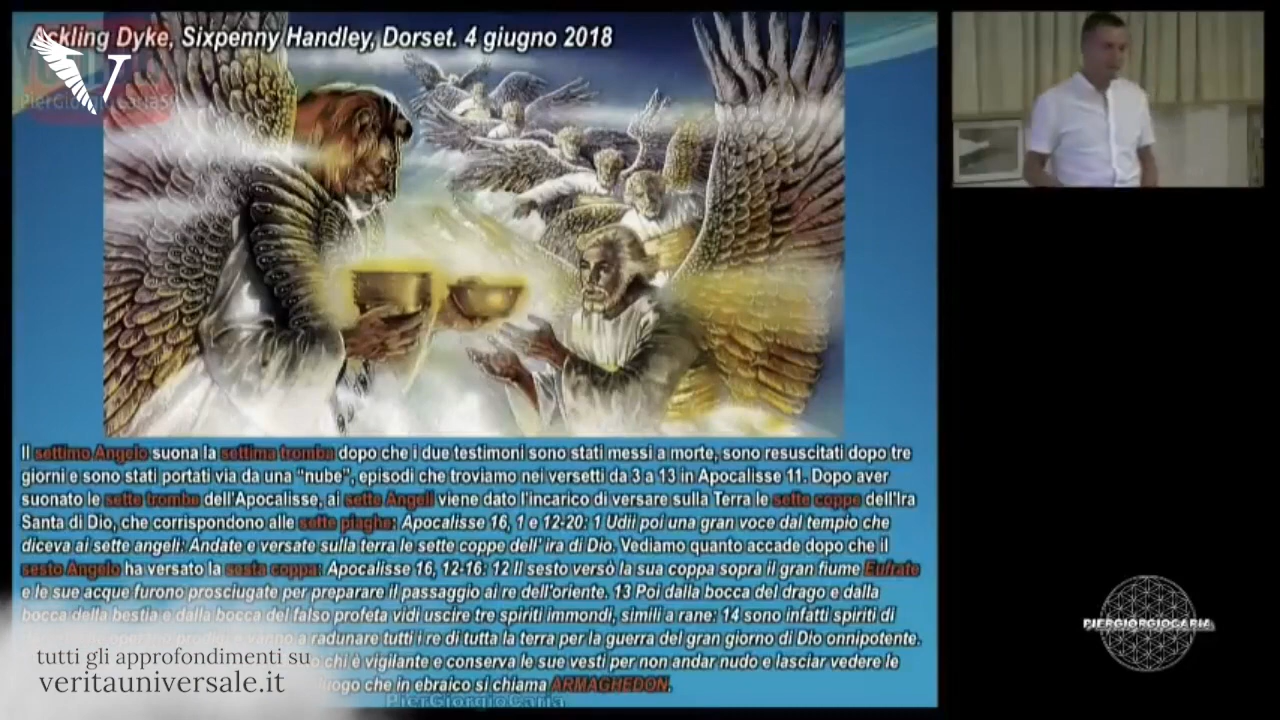 Ackling Dyke, Sixpenny Handley, Dorset. 4 giugno 2018
V
PierGiorgioCaria
Il settimo Angelo suona la settima tromba dopo che i due testimoni sono stati messi a morte, sono resuscitati dopo tre
giorni e sono stati portati via da una "nube", episodi che troviamo nei versetti da 3 a 13 in Apocalisse 11. Dopo aver
suonato le sette trombe dell'Apocalisse, ai sette Angeli viene dato l'incarico di versare sulla Terra le sette coppe dell'Ira
Santa di Dio, che corrispondono alle sette piaghe: Apocalisse 16, 1 e 12-20: 1 Udii poi una gran voce dal tempio che
diceva ai sette angeli: Andate e versate sulla terra le sette coppe dell' ira di Dio. Vediamo quanto accade dopo che il
sesto Angelo ha versato la sesta coppa: Apocalisse 16, 12-16: 12 Il sesto versò la sua coppa sopra il gran fiume Eufrate
e le sue acque furono prosciugate per preparare il passaggio ai re dell'oriente. 13 Poi dalla bocca del drago e dalla
bocca della bestia e dalla bocca del falso profeta vidi uscire tre spiriti immondi, simili a rane: 14 sono infatti spiriti di
vanno a radunare tutti i re di tutta la terra per la guerra del gran giorno di Dio onnipotente.
chi è vigilante e conserva le sue vesti per non andar nudo e lasciar vedere le
luogo che in ebraico si chiama ARMAGHEDON.
tutti gli approfondimenti su
veritauniversale.it
PierGiorgioCaria
PIERGIORGIOCARIA